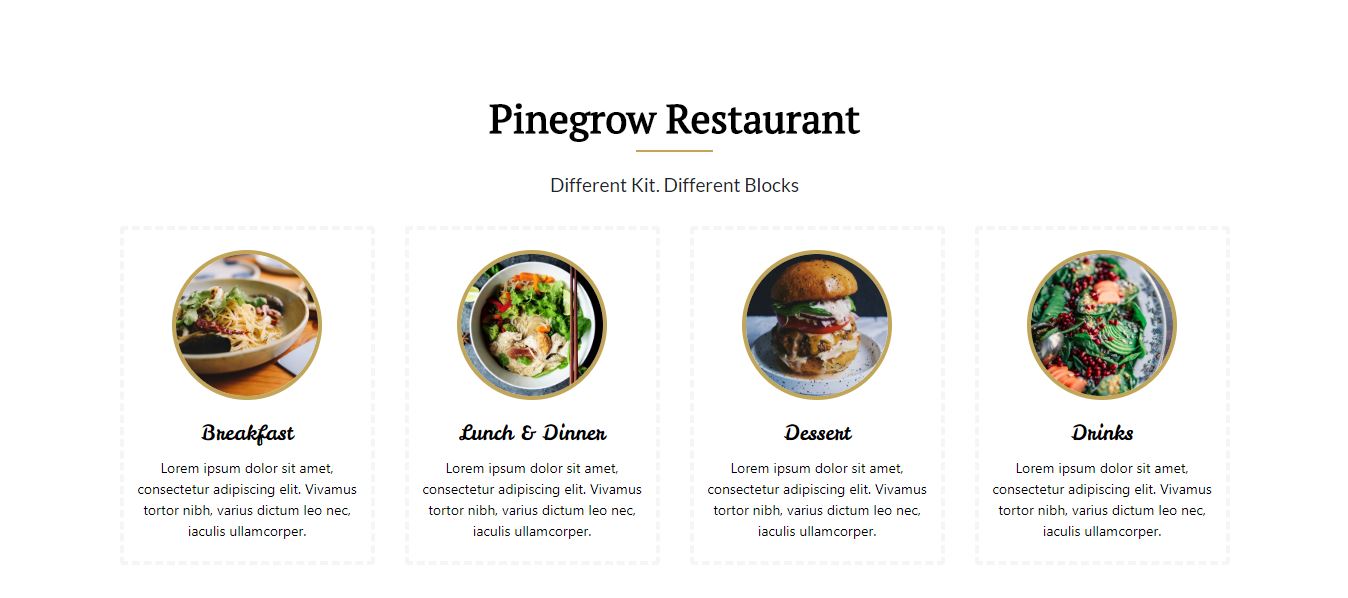 Pinegrow Restaurant
Different Kit. Different Blocks
Breakfast
Lorem ipsum dolor sit amet,
consectetur adipiscing elit. Vivamus
tortor nibh, varius dictum leo nec,
iaculis ullamcorper.
Lunch & Dinner
Lorem ipsum dolor sit amet,
consectetur adipiscing elit. Vivamus
tortor nibh, varius dictum leo nec,
iaculis ullamcorper.
Dessert
Lorem ipsum dolor sit amet,
consectetur adipiscing elit. Vivamus
tortor nibh, varius dictum leo nec,
iaculis ullamcorper.
Drinks
Lorem ipsum dolor sit amet,
consectetur adipiscing elit. Vivamus
tortor nibh, varius dictum leo nec,
iaculis ullamcorper.